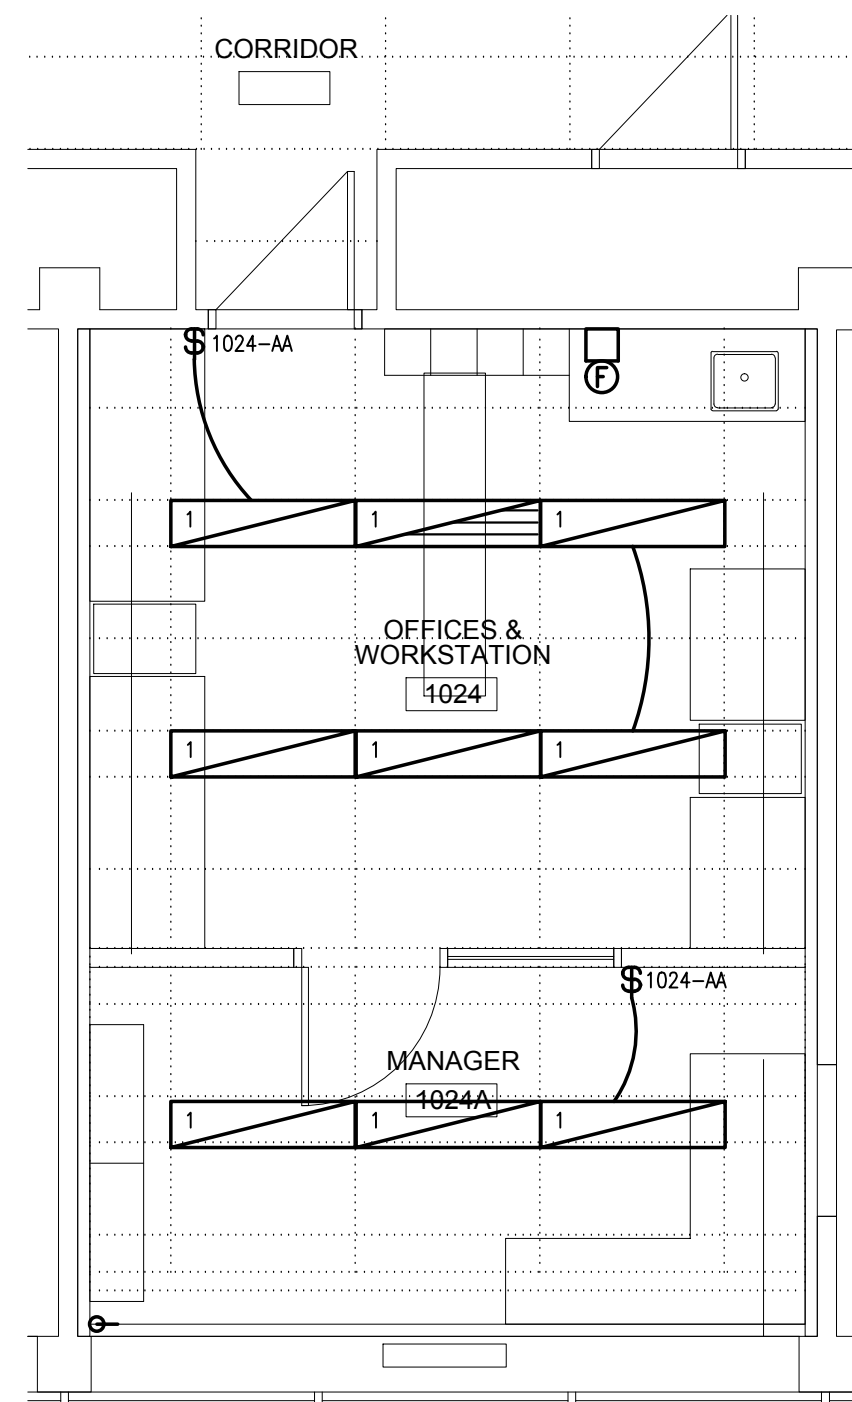 CORRIDOR
S 1024-AA
F
1 1 1
OFFICES &
WORKSTATION
1024
1 1 1
S 1024-AA
MANAGER
1024A
1 1 1